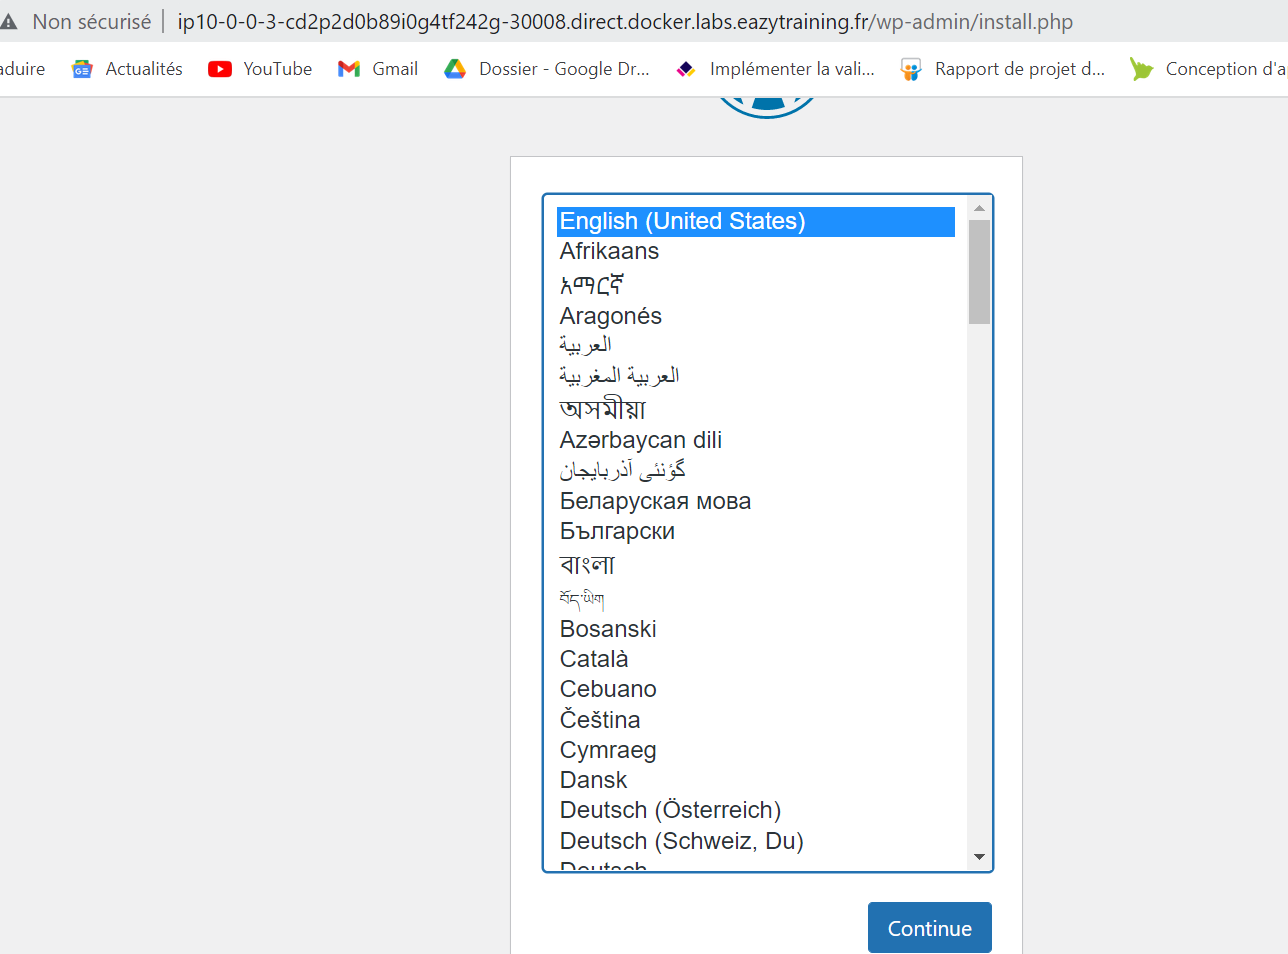 Non sécurisé | ip10-0-0-3-cd2p2d0b89i0g4tf242g-30008.direct.docker.labs.eazytraining.fr/wp-admin/install.php
aduire Actualités YouTube Gmail Dossier - Google Dr... Implémenter la vali... Rapport de projet d... Conception d'a
English (United States)
Afrikaans
አማርኛ
Aragonés
العربية
العربية المغربية
অসমীয়া
Azərbaycan dili
گؤنئی آذربایجان
Беларуская мова
Български
বাংলা
བོད་ཡིག
Bosanski
Català
Cebuano
Čeština
Cymraeg
Dansk
Deutsch (Österreich)
Deutsch (Schweiz, Du)
Deutsch
Continue